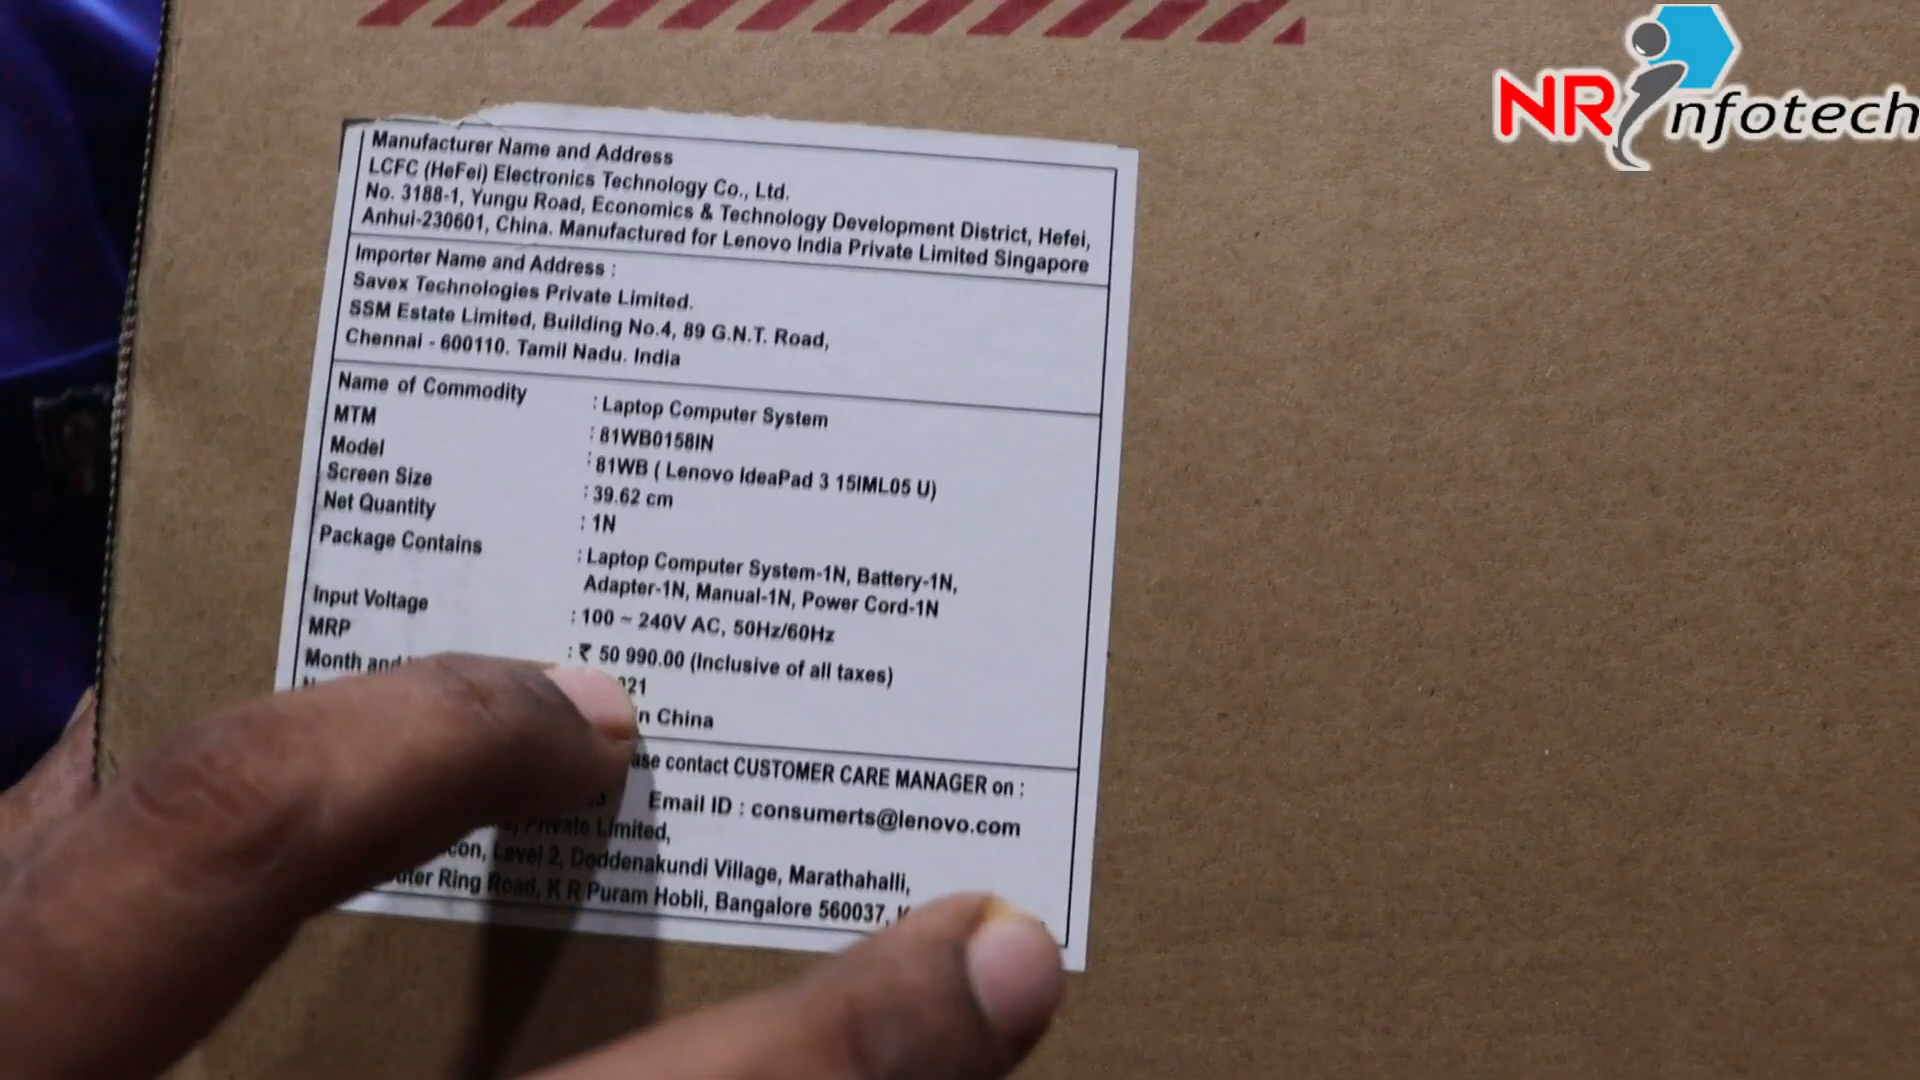 NR infotech
Manufacturer Name and Address
LCFC (HeFei) Electronics Technology Co., Ltd.
No. 3188-1, Yungu Road, Economics & Technology Development District, Hefei,
Anhui-230601, China. Manufactured for Lenovo India Private Limited Singapore
Importer Name and Address :
Savex Technologies Private Limited.
SSM Estate Limited, Building No.4, 89 G.N.T. Road,
Chennai - 600110. Tamil Nadu. India
Name of Commodity : Laptop Computer System
MTM : 81WB0158IN
Model : 81WB ( Lenovo IdeaPad 3 15IML05 U)
Screen Size : 39.62 cm
Net Quantity : 1N
Package Contains : Laptop Computer System-1N, Battery-1N,
Adapter-1N, Manual-1N, Power Cord-1N
Input Voltage : 100 ~ 240V AC, 50Hz/60Hz
MRP : ₹ 50 990.00 (Inclusive of all taxes)
Month and 21
in China
contact CUSTOMER CARE MANAGER on :
Email ID : consumerts@lenovo.com
Private Limited,
Level 2, Doddenakundi Village, Marathahalli,
Ring Road, K R Puram Hobli, Bangalore 560037,